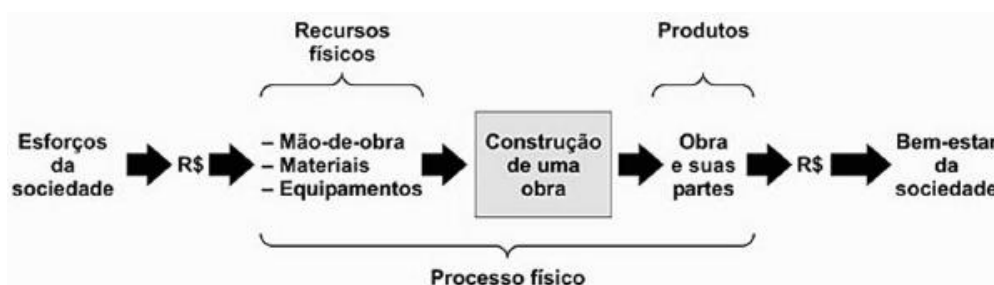 Recursos
físicos
Produtos
Esforços
da
sociedade
R$
– Mão-de-obra
– Materiais
– Equipamentos
Construção
de uma
obra
Obra
e suas
partes
R$
Bem-estar
da
sociedade
Processo físico